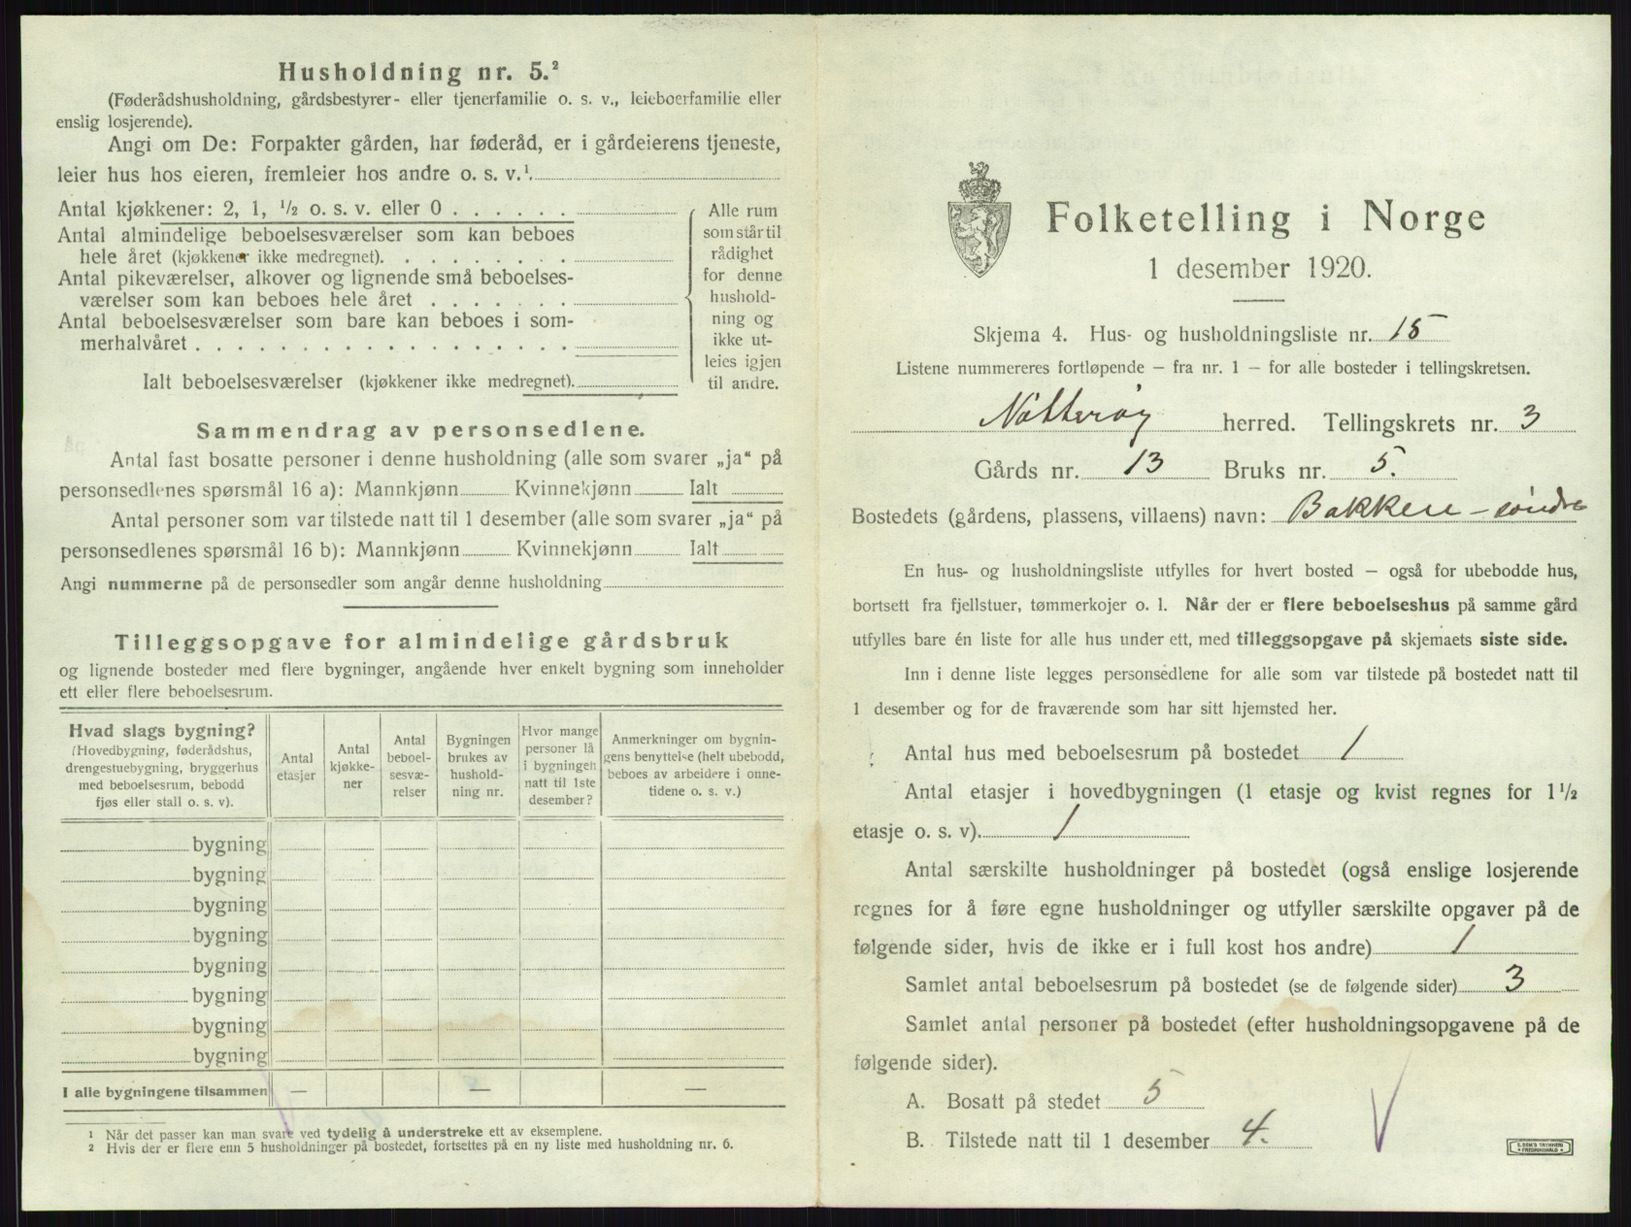 Husholdning nr. 5.²
(Føderådshusholdning, gårdsbestyrer- eller tjenerfamilie o. s. v., leieboerfamilie eller
enslig losjerende).
Angi om De: Forpakter gården, har føderåd, er i gårdeierens tjeneste,
leier hus hos eieren, fremleier hos andre o. s. v.¹
Antal kjøkkener: 2, 1, ½ o. s. v. eller 0
Antal almindelige beboelsesværelser som kan beboes
hele året (kjøkkener ikke medregnet).
Antal pikeværelser, alkover og lignende små beboelses-
værelser som kan beboes hele året
Antal beboelsesværelser som bare kan beboes i som-
merhalvåret
Ialt beboelsesværelser (kjøkkener ikke medregnet).
Alle rum
som står til
rådighet
for denne
hushold-
ning og
ikke ut-
leies igjen
til andre.
Sammendrag av personsedlene.
Antal fast bosatte personer i denne husholdning (alle som svarer „ja“ på
personsedlenes spørsmål 16 a): Mannkjønn Kvinnekjønn Ialt
Antal personer som var tilstede natt til 1 desember (alle som svarer „ja“ på
personsedlenes spørsmål 16 b): Mannkjønn Kvinnekjønn Ialt
Angi nummerne på de personsedler som angår denne husholdning
Tilleggsopgave for almindelige gårdsbruk
og lignende bosteder med flere bygninger, angående hver enkelt bygning som inneholder
ett eller flere beboelsesrum.
Hvad slags bygning?
(Hovedbygning, føderådshus,
drengestuebygning, bryggerhus
med beboelsesrum, bebodd
fjøs eller stall o. s. v).
Antal
etasjer
Antal
kjøkke-
ner
Antal
beboel-
sesvæ-
relser
Bygningen
brukes av
hushold-
ning nr.
Hvor mange
personer lå
i bygningen
natt til 1ste
desember?
Anmerkninger om bygnin-
gens benyttelse (helt ubebodd,
beboes av arbeidere i onne-
tidene o. s. v.)
bygning
bygning
bygning
bygning
bygning
bygning
bygning
bygning
I alle bygningene tilsammen — — —
¹ Når det passer kan man svare ved tydelig å understreke ett av eksemplene.
² Hvis der er flere enn 5 husholdninger på bostedet, fortsettes på en ny liste med husholdning nr. 6.
Folketelling i Norge
1 desember 1920.
Skjema 4. Hus- og husholdningsliste nr. 15
Listene nummereres fortløpende – fra nr. 1 – for alle bosteder i tellingskretsen.
Nötterøy herred. Tellingskrets nr. 3
Gårds nr. 13 Bruks nr. 5.
Bostedets (gårdens, plassens, villaens) navn: Bakken – söndre
En hus- og husholdningsliste utfylles for hvert bosted – også for ubebodde hus,
bortsett fra fjellstuer, tømmerkojer o. l. Når der er flere beboelseshus på samme gård
utfylles bare én liste for alle hus under ett, med tilleggsopgave på skjemaets siste side.
Inn i denne liste legges personsedlene for alle som var tilstede på bostedet natt til
1 desember og for de fraværende som har sitt hjemsted her.
Antal hus med beboelsesrum på bostedet 1
Antal etasjer i hovedbygningen (1 etasje og kvist regnes for 1½
etasje o. s. v). 1
Antal særskilte husholdninger på bostedet (også enslige losjerende
regnes for å føre egne husholdninger og utfyller særskilte opgaver på de
følgende sider, hvis de ikke er i full kost hos andre) 1
Samlet antal beboelsesrum på bostedet (se de følgende sider) 3
Samlet antal personer på bostedet (efter husholdningsopgavene på de
følgende sider).
A. Bosatt på stedet 5
B. Tilstede natt til 1 desember 4.